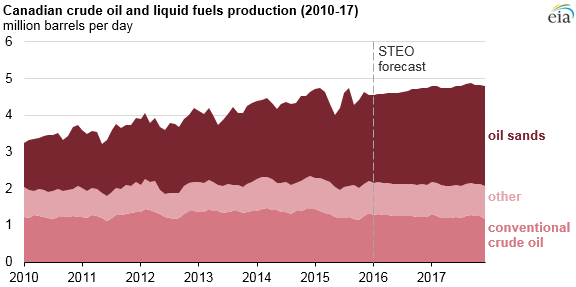 Canadian crude oil and liquid fuels production (2010-17)
million barrels per day
eia
6
STEO
forecast
5
4
oil sands
3
2
other
1
conventional
crude oil
0
2010 2011 2012 2013 2014 2015 2016 2017